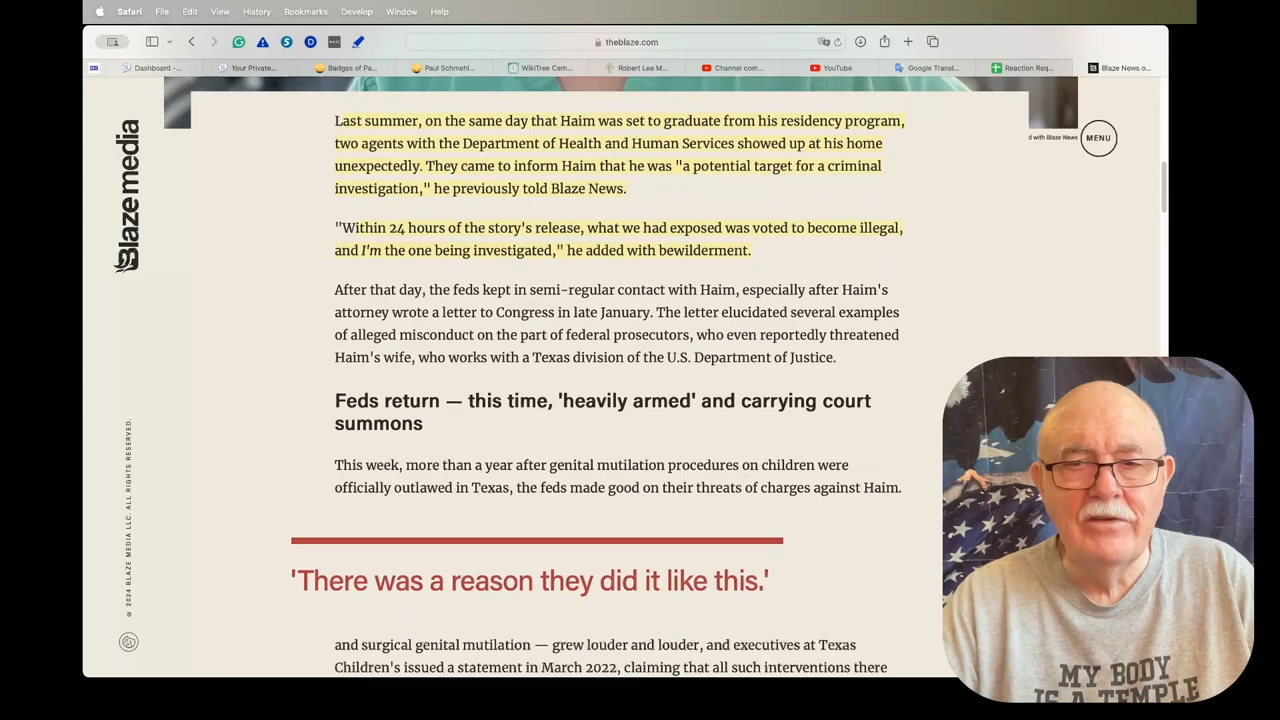 Safari File Edit View History Bookmarks Develop Window Help
theblaze.com
SB Dashboard -... Your Private... Badges of Pa... Paul Schmehl... WikiTree Cem... Robert Lee M... Channel com... YouTube Google Transl... Reaction Req... Blaze News o...
Blaze media
d with Blaze News
MENU
Last summer, on the same day that Haim was set to graduate from his residency program,
two agents with the Department of Health and Human Services showed up at his home
unexpectedly. They came to inform Haim that he was "a potential target for a criminal
investigation," he previously told Blaze News.
"Within 24 hours of the story's release, what we had exposed was voted to become illegal,
and I'm the one being investigated," he added with bewilderment.
After that day, the feds kept in semi-regular contact with Haim, especially after Haim's
attorney wrote a letter to Congress in late January. The letter elucidated several examples
of alleged misconduct on the part of federal prosecutors, who even reportedly threatened
Haim's wife, who works with a Texas division of the U.S. Department of Justice.
Feds return — this time, 'heavily armed' and carrying court
summons
This week, more than a year after genital mutilation procedures on children were
officially outlawed in Texas, the feds made good on their threats of charges against Haim.
'There was a reason they did it like this.'
and surgical genital mutilation — grew louder and louder, and executives at Texas
Children's issued a statement in March 2022, claiming that all such interventions there
© 2024 BLAZE MEDIA LLC. ALL RIGHTS RESERVED.
MY BODY
IS A TEMPLE